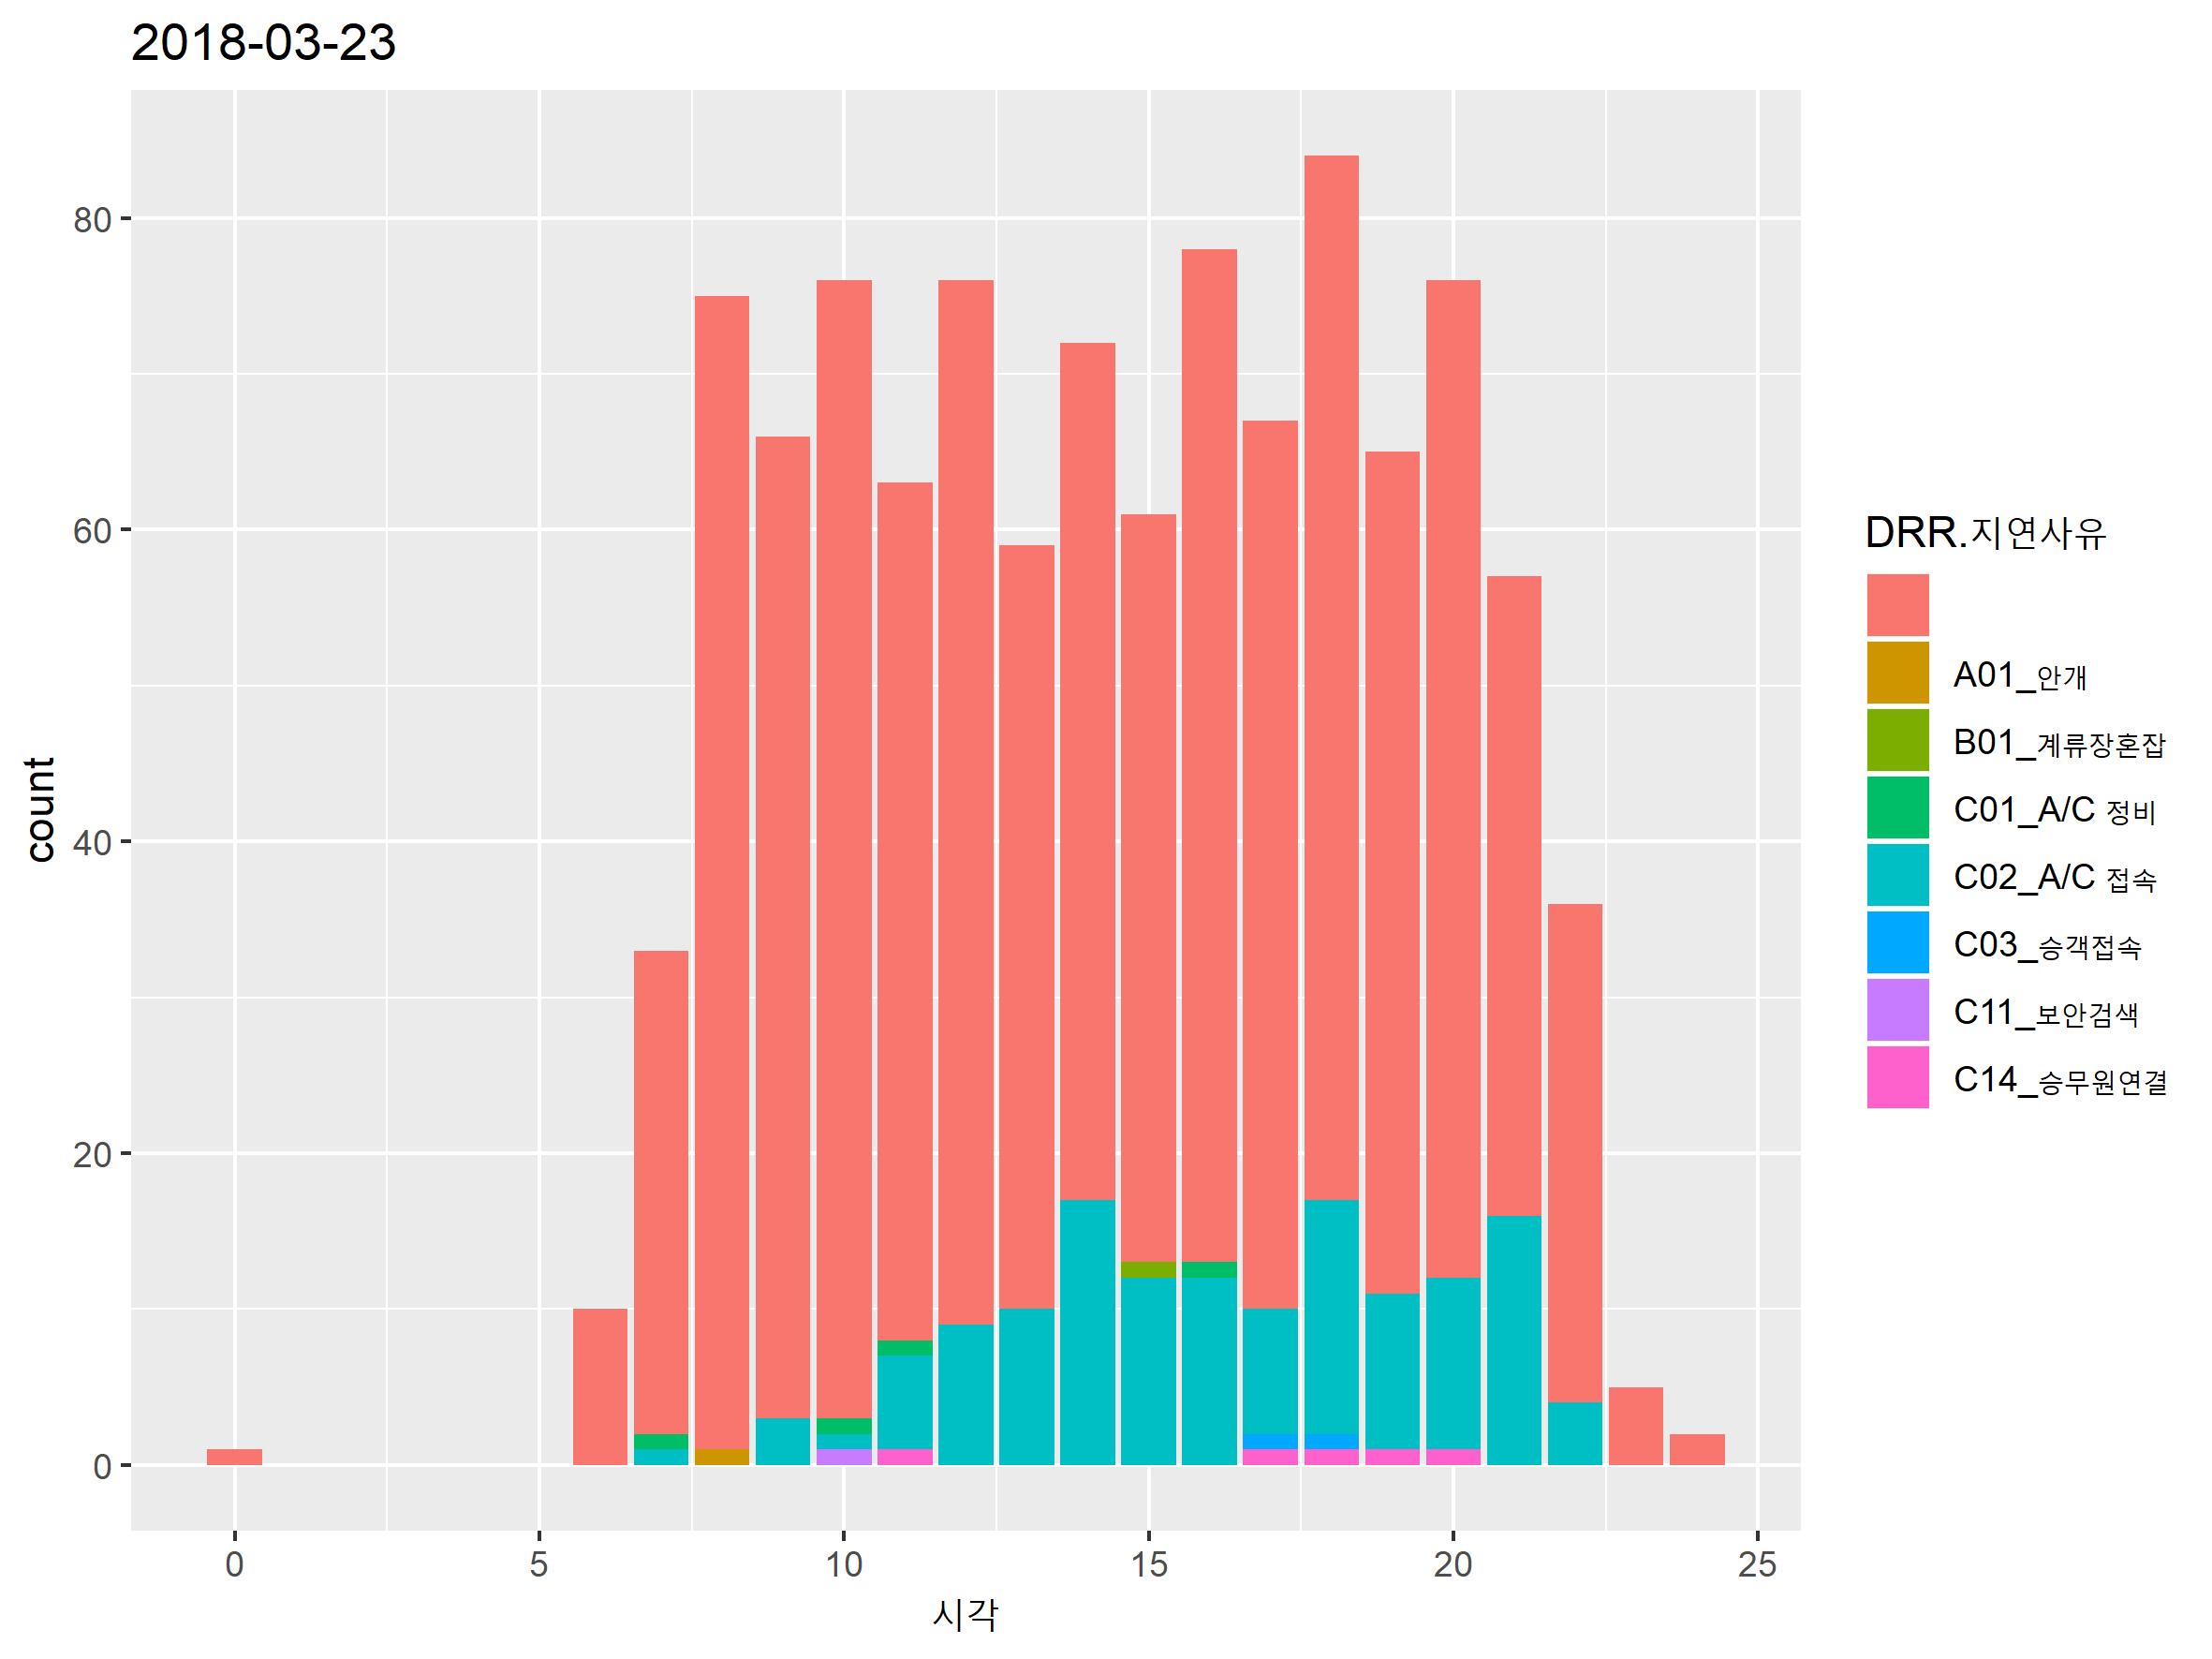 2018-03-23
count
80
60
40
20
0
0 5 10 15 20 25
시각
DRR.지연사유
A01_안개
B01_계류장혼잡
C01_A/C 정비
C02_A/C 접속
C03_승객접속
C11_보안검색
C14_승무원연결